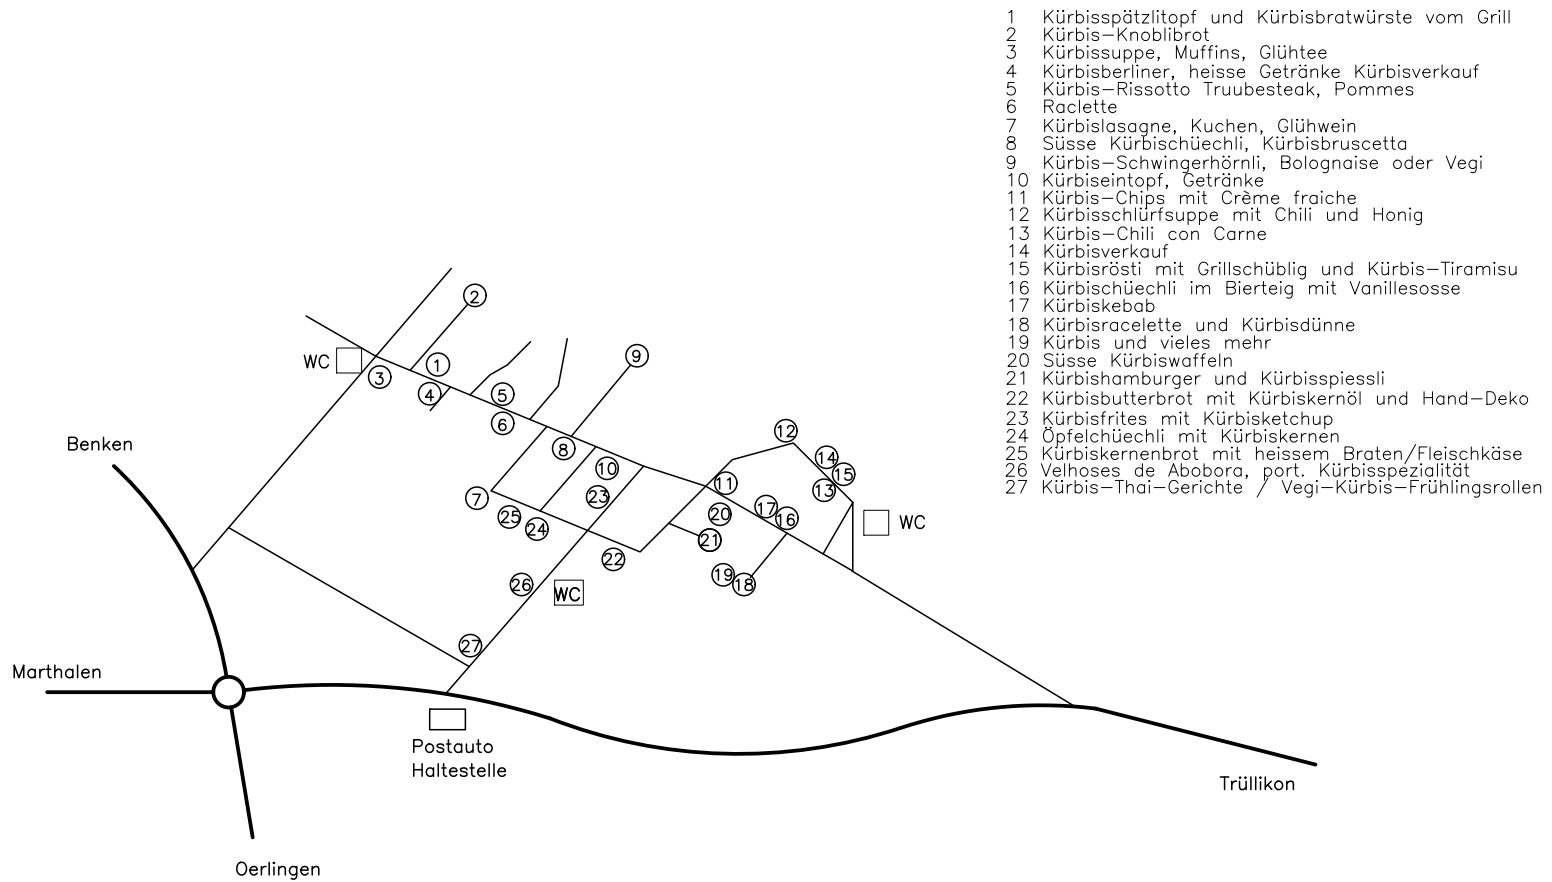 1 Kürbisspätzlitopf und Kürbisbratwürste vom Grill
2 Kürbis-Knoblibrot
3 Kürbissuppe, Muffins, Glühtee
4 Kürbisberliner, heisse Getränke Kürbisverkauf
5 Kürbis-Rissotto Truubesteak, Pommes
6 Raclette
7 Kürbislasagne, Kuchen, Glühwein
8 Süsse Kürbischüechli, Kürbisbruscetta
9 Kürbis-Schwingerhörnli, Bolognaise oder Vegi
10 Kürbiseintopf, Getränke
11 Kürbis-Chips mit Crème fraiche
12 Kürbisschlürfsuppe mit Chili und Honig
13 Kürbis-Chili con Carne
14 Kürbisverkauf
15 Kürbisrösti mit Grillschüblig und Kürbis-Tiramisu
16 Kürbischüechli im Bierteig mit Vanillesosse
17 Kürbiskebab
18 Kürbisracelette und Kürbisdünne
19 Kürbis und vieles mehr
20 Süsse Kürbiswaffeln
21 Kürbishamburger und Kürbisspiessli
22 Kürbisbutterbrot mit Kürbiskernöl und Hand-Deko
23 Kürbisfrites mit Kürbisketchup
24 Öpfelchüechli mit Kürbiskernen
25 Kürbiskernenbrot mit heissem Braten/Fleischkäse
26 Velhoses de Abobora, port. Kürbisspezialität
27 Kürbis-Thai-Gerichte / Vegi-Kürbis-Frühlingsrollen
2
9
WC
1
3
4
5
6
12
Benken
8
14
10
15
11
13
7
23
17
25
20
16
WC
24
21
22
19
18
26
WC
27
Marthalen
Postauto
Haltestelle
Trüllikon
Oerlingen